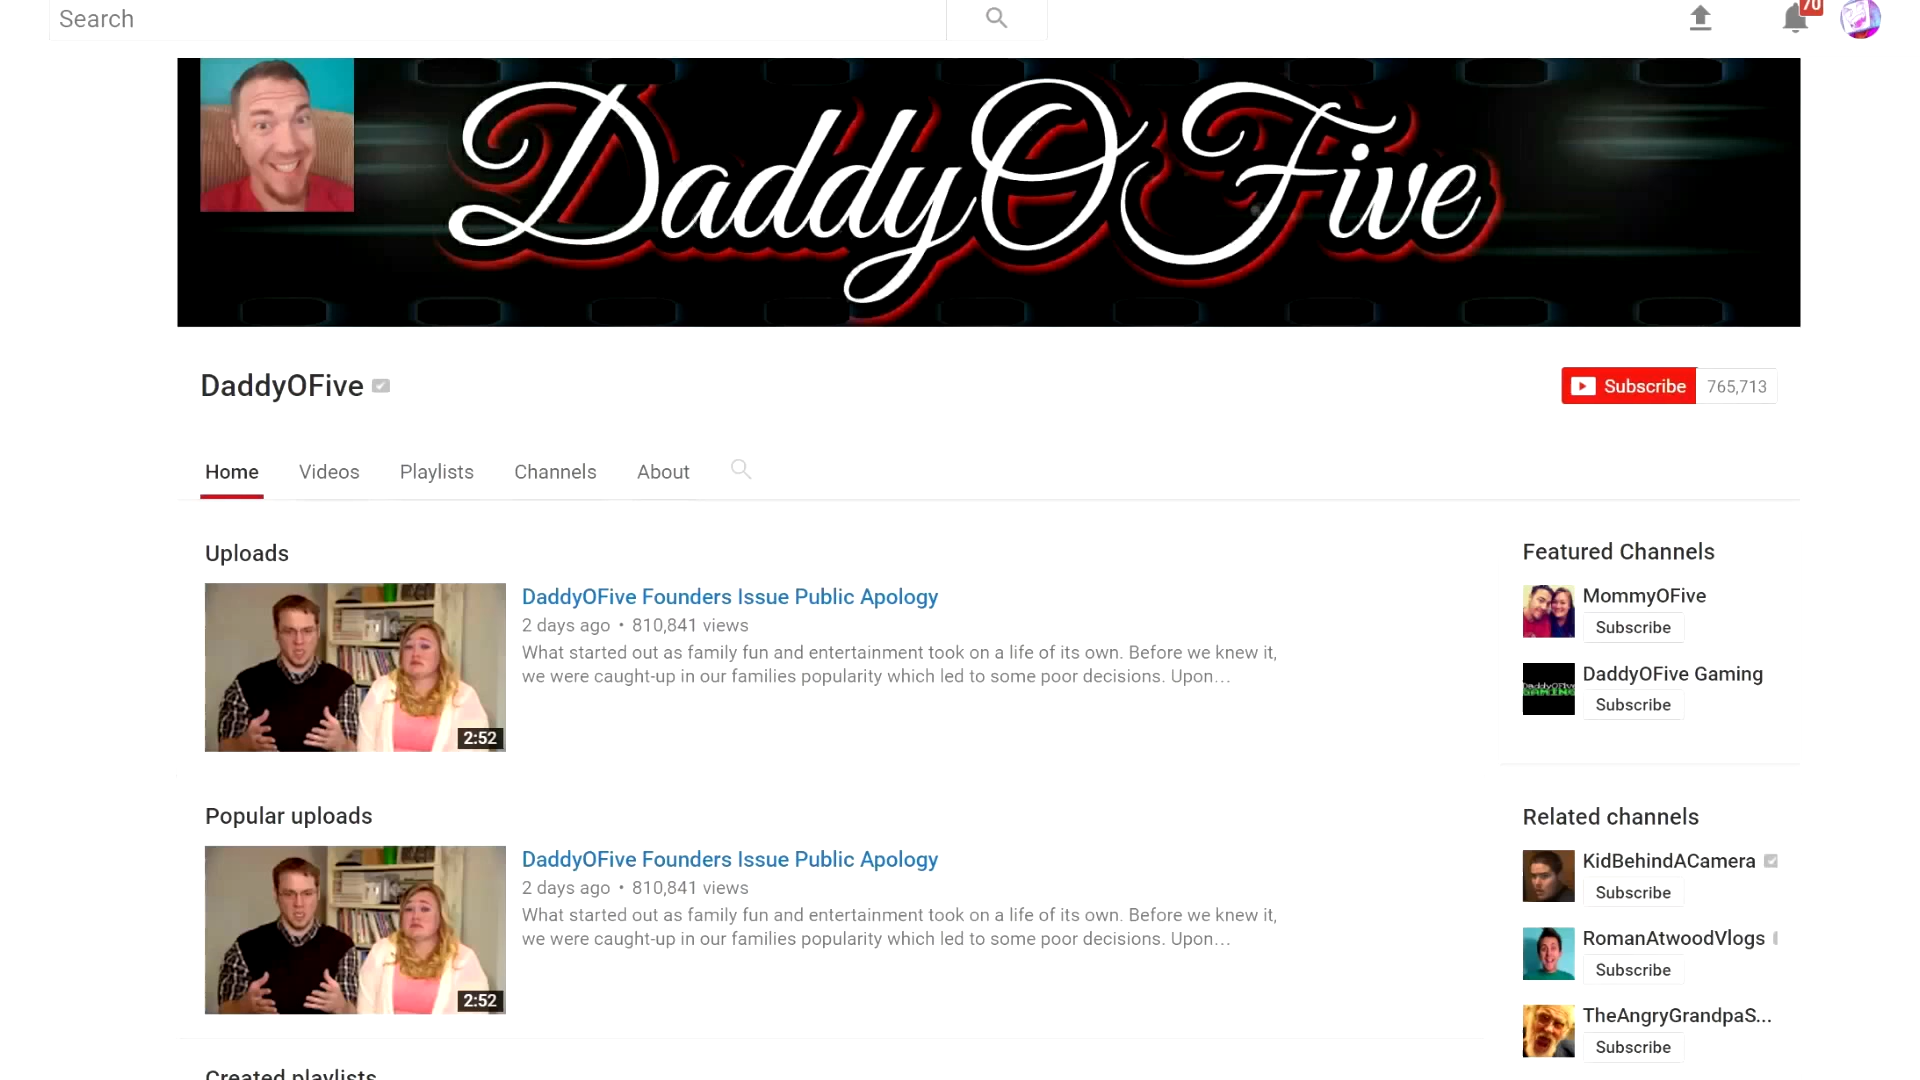 Search
70
DaddyOFive
DaddyOFive
Subscribe 765,713
Home Videos Playlists Channels About
Uploads
DaddyOFive Founders Issue Public Apology
2 days ago • 810,841 views
What started out as family fun and entertainment took on a life of its own. Before we knew it,
we were caught-up in our families popularity which led to some poor decisions. Upon...
2:52
Popular uploads
DaddyOFive Founders Issue Public Apology
2 days ago • 810,841 views
What started out as family fun and entertainment took on a life of its own. Before we knew it,
we were caught-up in our families popularity which led to some poor decisions. Upon...
2:52
Created playlists
Featured Channels
MommyOFive
Subscribe
DaddyOFive
GAMING
DaddyOFive Gaming
Subscribe
Related channels
KidBehindACamera
Subscribe
RomanAtwoodVlogs
Subscribe
TheAngryGrandpaS...
Subscribe